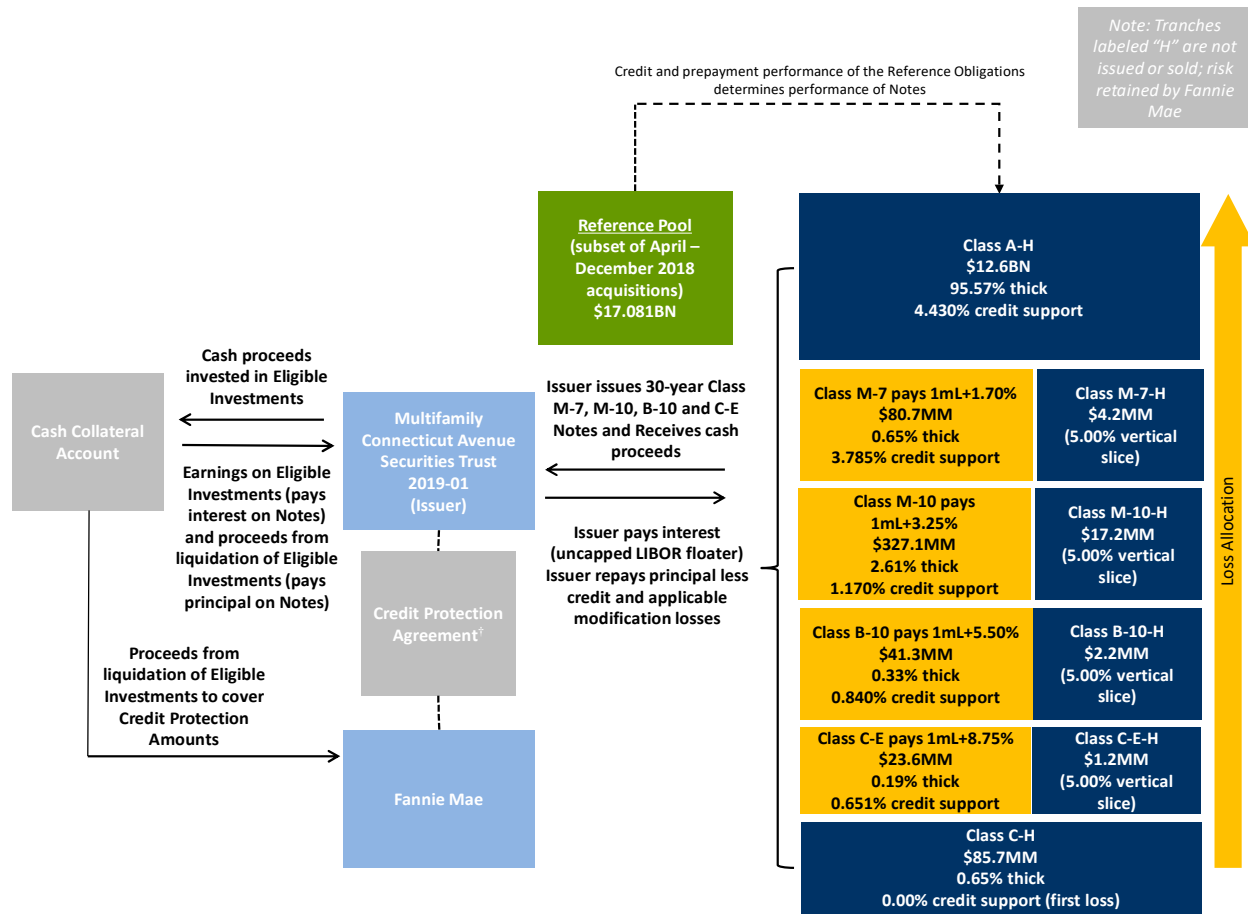 Note: Tranches
labeled “H” are not
issued or sold; risk
retained by Fannie
Mae
Credit and prepayment performance of the Reference Obligations
determines performance of Notes
Reference Pool
(subset of April –
December 2018
acquisitions)
$17.081BN
Class A-H
$12.6BN
95.57% thick
4.430% credit support
Cash proceeds
invested in Eligible
Investments
Cash Collateral
Account
Earnings on Eligible
Investments (pays
interest on Notes)
and proceeds from
liquidation of Eligible
Investments (pays
principal on Notes)
Multifamily
Connecticut Avenue
Securities Trust
2019-01
(Issuer)
Issuer issues 30-year Class
M-7, M-10, B-10 and C-E
Notes and Receives cash
proceeds
Issuer pays interest
(uncapped LIBOR floater)
Issuer repays principal less
credit and applicable
modification losses
Class M-7 pays 1mL+1.70%
$80.7MM
0.65% thick
3.785% credit support
Class M-7-H
$4.2MM
(5.00% vertical
slice)
Class M-10 pays
1mL+3.25%
$327.1MM
2.61% thick
1.170% credit support
Class M-10-H
$17.2MM
(5.00% vertical
slice)
Loss Allocation
Credit Protection
Agreement†
Class B-10 pays 1mL+5.50%
$41.3MM
0.33% thick
0.840% credit support
Class B-10-H
$2.2MM
(5.00% vertical
slice)
Proceeds from
liquidation of Eligible
Investments to cover
Credit Protection
Amounts
Fannie Mae
Class C-E pays 1mL+8.75%
$23.6MM
0.19% thick
0.651% credit support
Class C-E-H
$1.2MM
(5.00% vertical
slice)
Class C-H
$85.7MM
0.65% thick
0.00% credit support (first loss)